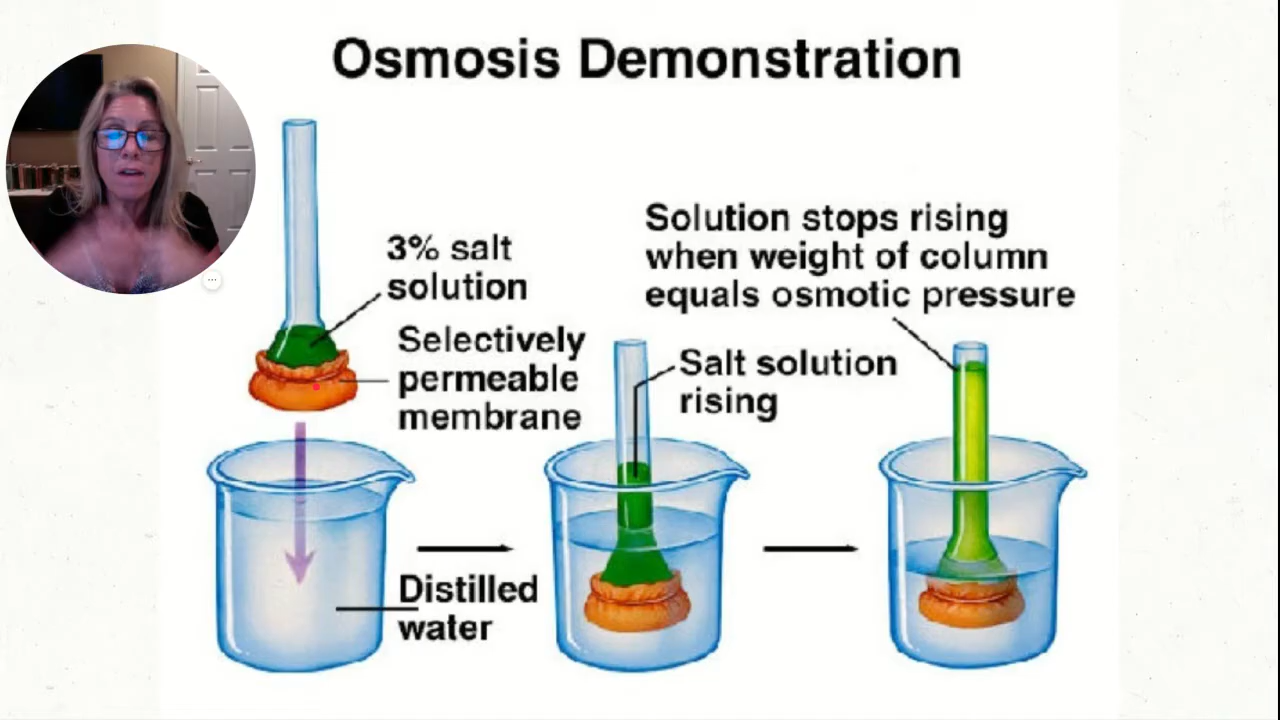 Osmosis Demonstration
3% salt
solution
Selectively
permeable
membrane
Distilled
water
Salt solution
rising
Solution stops rising
when weight of column
equals osmotic pressure